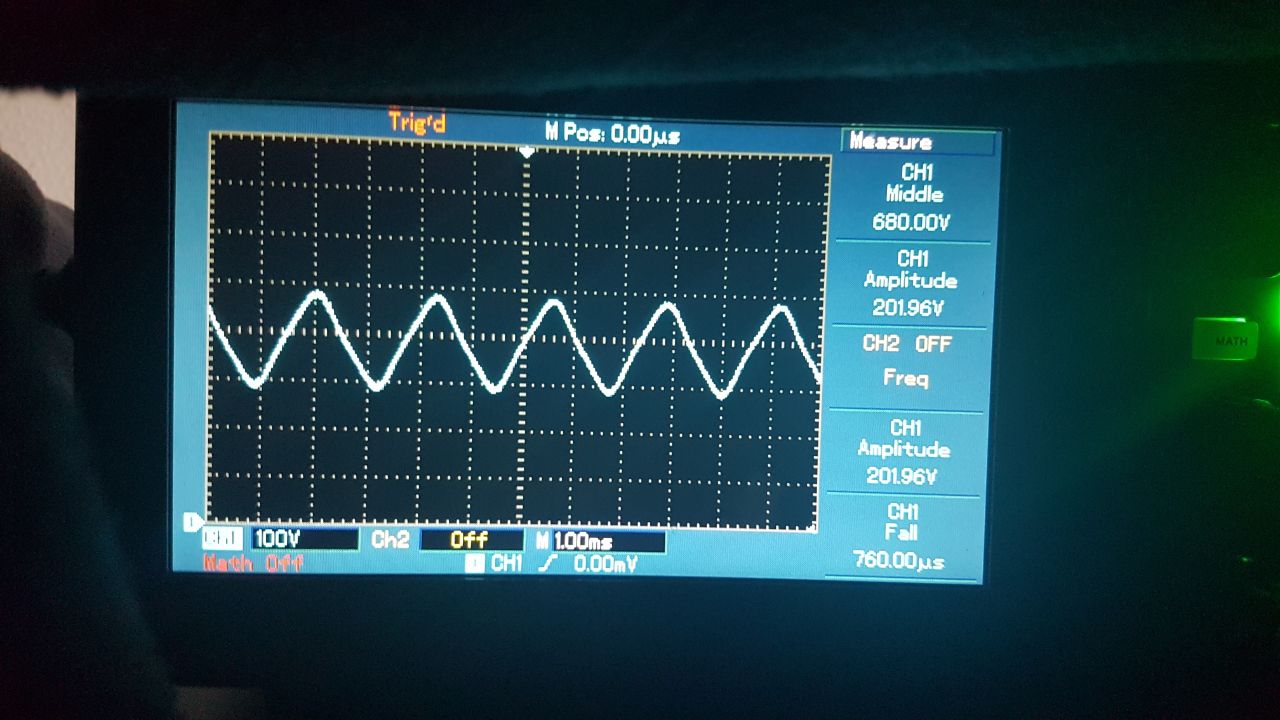 Trig'd M Pos: 0.00µs
Measure
CH1
Middle
680.00V
CH1
Amplitude
201.96V
CH2 OFF
Freq
CH1
Amplitude
201.96V
CH1
Fall
760.00µs
MATH
1
CH1 100V Ch2 Off M 1.00ms
Math Off CH1 0.00mV